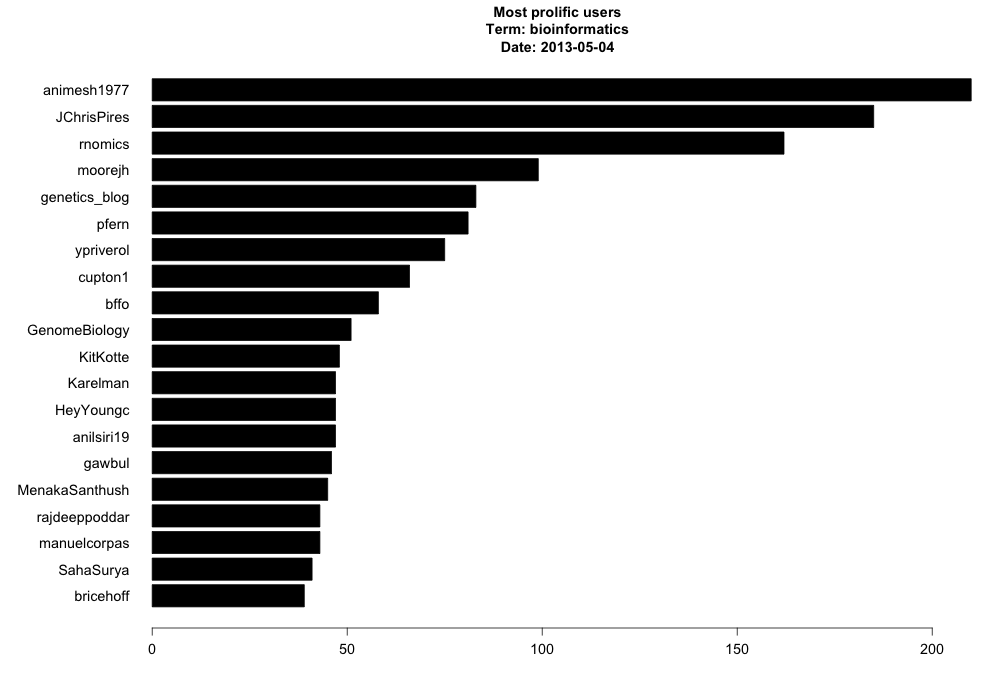 Most prolific users
Term: bioinformatics
Date: 2013-05-04
animesh1977
JChrisPires
rnomics
moorejh
genetics_blog
pfern
ypriverol
cupton1
bffo
GenomeBiology
KitKotte
Karelman
HeyYoungc
anilsiri19
gawbul
MenakaSanthush
rajdeeppoddar
manuelcorpas
SahaSurya
bricehoff
0 50 100 150 200